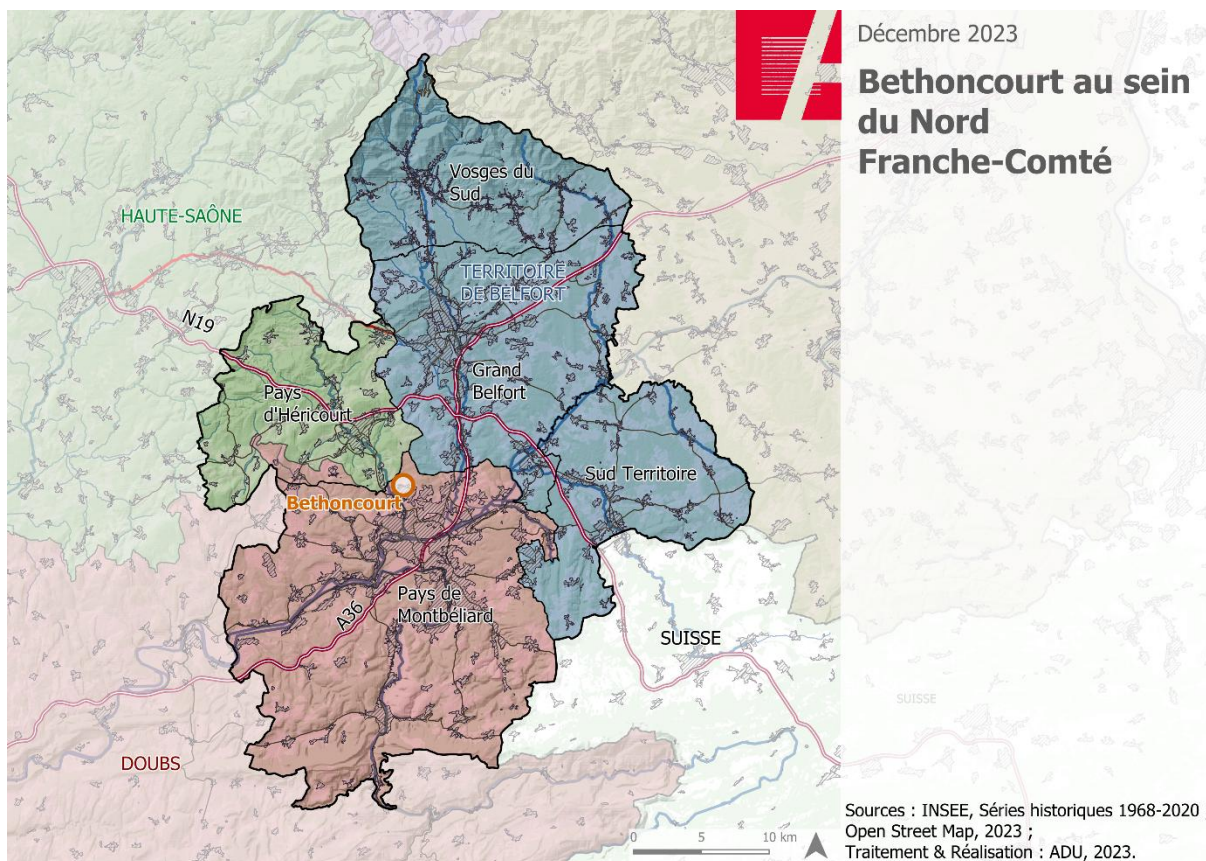 Décembre 2023
Bethoncourt au sein
du Nord
Franche-Comté
Vosges du
Sud
HAUTE-SAÔNE
TERRITOIRE
DE BELFORT
N19
Grand
Belfort
Pays
d'Héricourt
Sud Territoire
Bethoncourt
A36
Pays de
Montbéliard
SUISSE
SUISSE
DOUBS
0 5 10 km
Sources : INSEE, Séries historiques 1968-2020
Open Street Map, 2023 ;
Traitement & Réalisation : ADU, 2023.